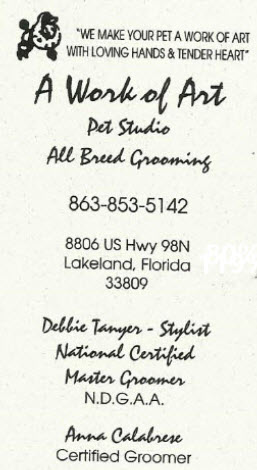 "WE MAKE YOUR PET A WORK OF ART
WITH LOVING HANDS & TENDER HEART"
A Work of Art
Pet Studio
All Breed Grooming
863-853-5142
8806 US Hwy 98N
Lakeland, Florida
33809
Debbie Tanyer - Stylist
National Certified
Master Groomer
N.D.G.A.A.
Anna Calabrese
Certified Groomer